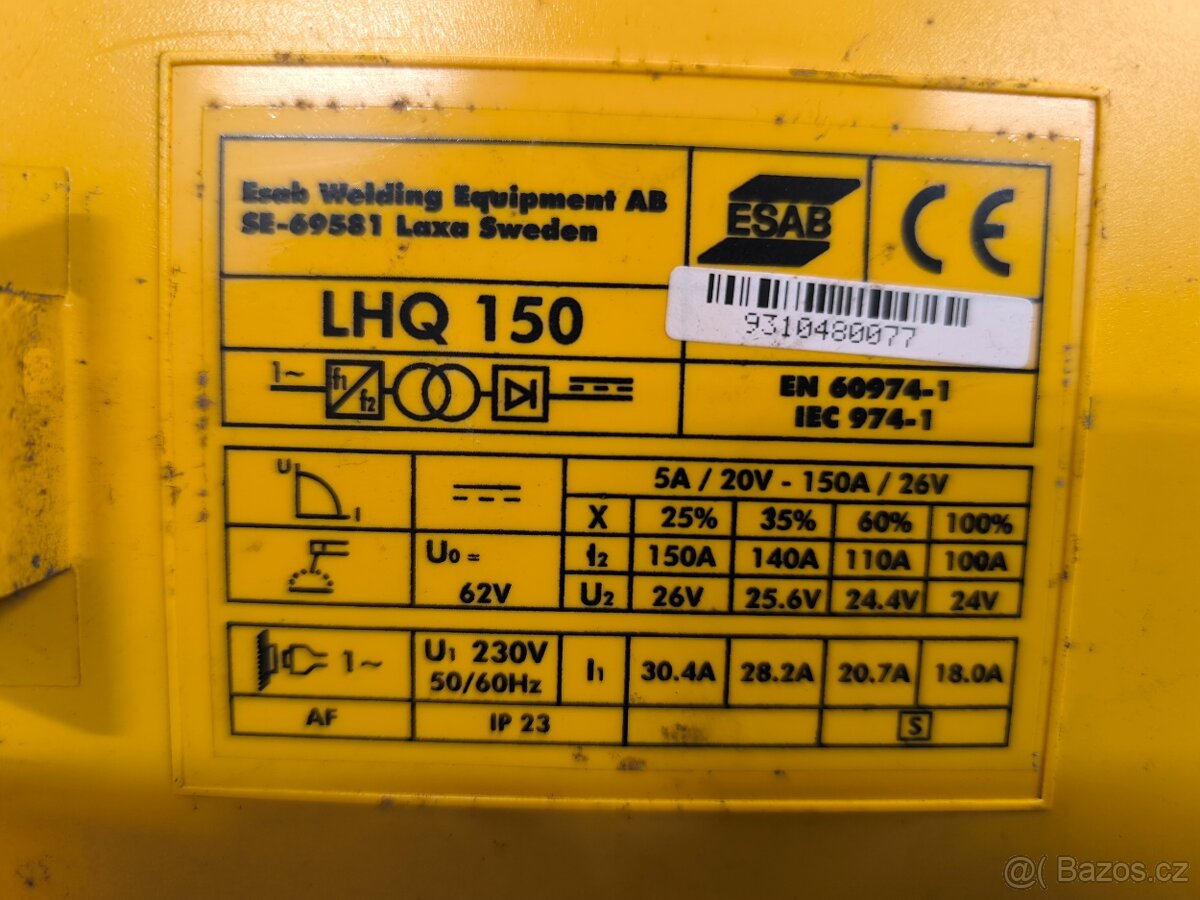 Esab Welding Equipment AB
SE-69581 Laxa Sweden
ESAB
CE
LHQ 150
9310480077
1~
f1
f2
EN 60974-1
IEC 974-1
U
I
5A / 20V - 150A / 26V
X 25% 35% 60% 100%
U0 =
62V
I2 150A 140A 110A 100A
U2 26V 25.6V 24.4V 24V
1~
U1 230V
50/60Hz
I1 30.4A 28.2A 20.7A 18.0A
AF
IP 23
S
@( Bazos.cz